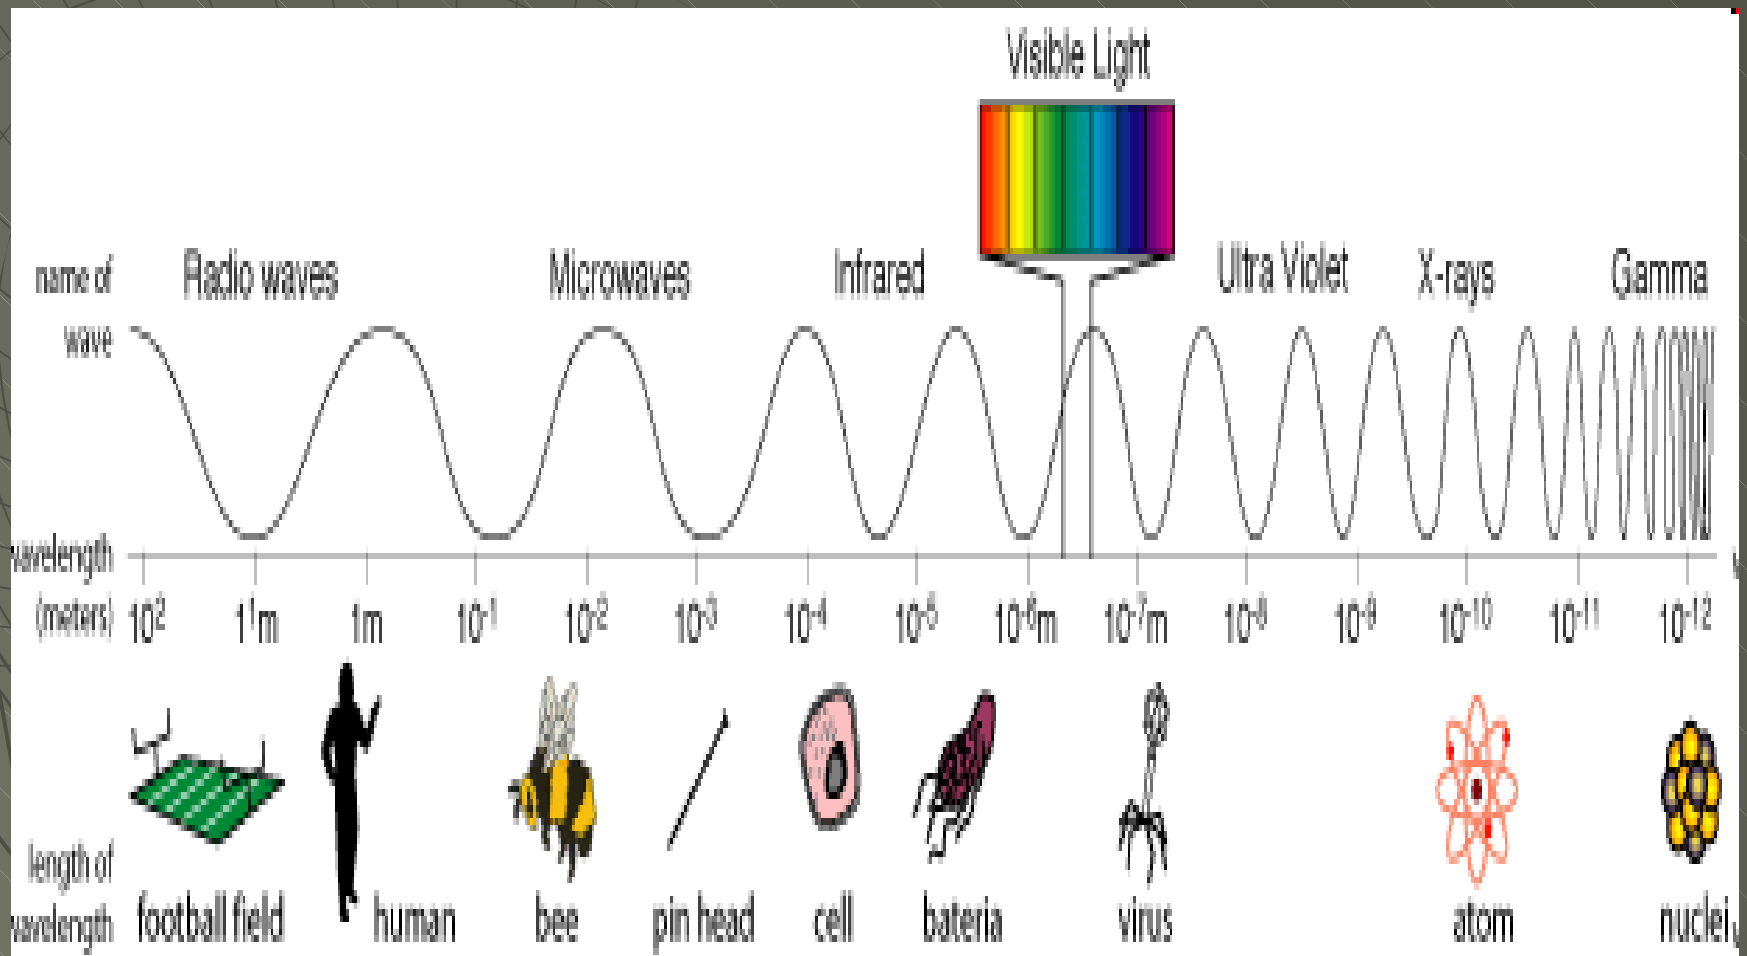 Visible Light
name of Radio waves Microwaves Infrared Ultra Violet X-rays Gamma
wave
wavelength
(meters) 10² 1¹m 1m 10⁻¹ 10⁻² 10⁻³ 10⁻⁴ 10⁻⁵ 10⁻⁶m 10⁻⁷m 10⁻⁸ 10⁻⁹ 10⁻¹⁰ 10⁻¹¹ 10⁻¹²
length of
wavelength football field human bee pin head cell bateria virus atom nuclei